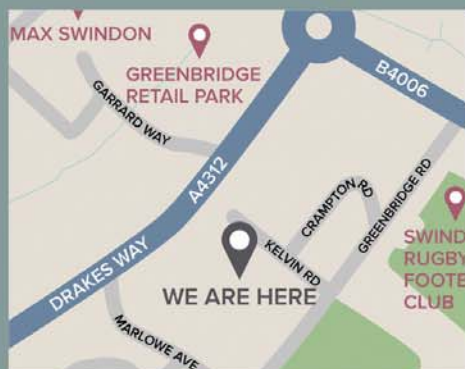 MAX SWINDON
GREENBRIDGE
RETAIL PARK
B4006
GARRARD WAY
A4312
CRAMPTON RD
GREENBRIDGE RD
DRAKES WAY
KELVIN RD
WE ARE HERE
RUGBY
CLUB
MARLOWE AVE